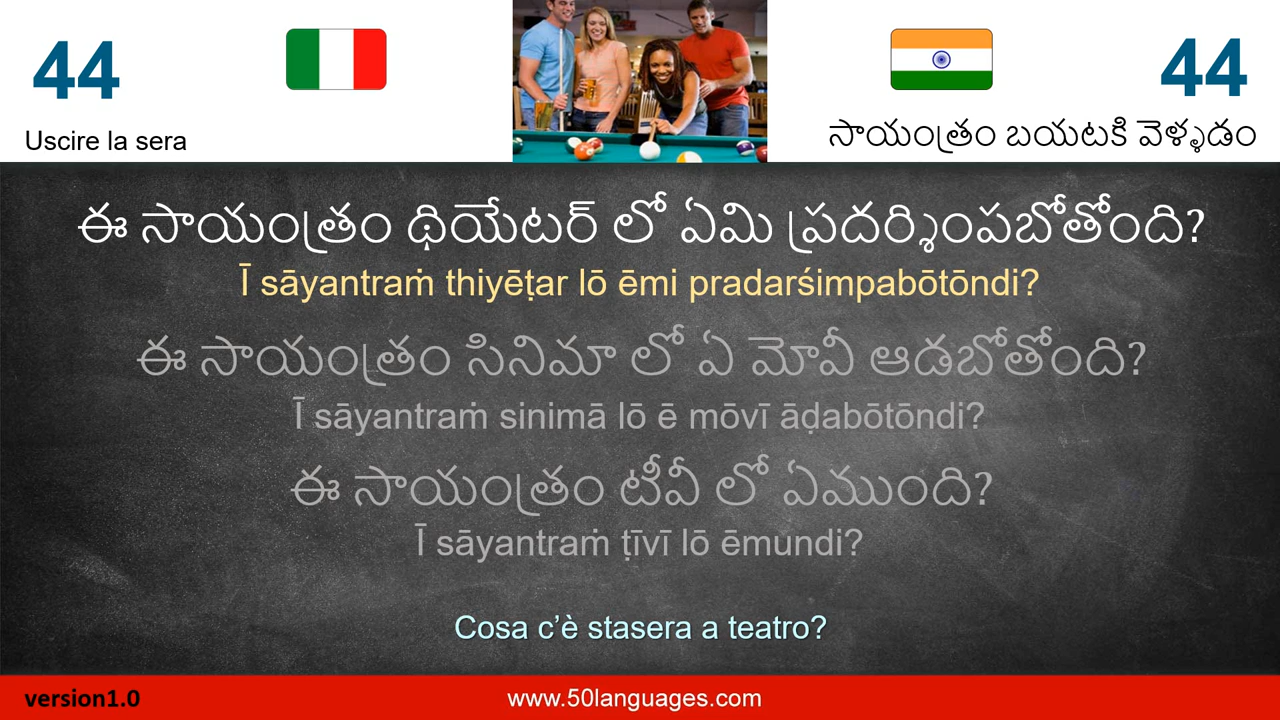 44
44
Uscire la sera
సాయంత్రం బయటకి వెళ్ళడం
ఈ సాయంత్రం థియేటర్ లో ఏమి ప్రదర్శింపబోతోంది?
Ī sāyantraṁ thiyēṭar lō ēmi pradarśimpabōtōndi?
ఈ సాయంత్రం సినిమా లో ఏ మోవీ ఆడబోతోంది?
Ī sāyantraṁ sinimā lō ē mōvī āḍabōtōndi?
ఈ సాయంత్రం టీవీ లో ఏముంది?
Ī sāyantraṁ ṭīvī lō ēmundi?
Cosa c’è stasera a teatro?
version1.0
www.50languages.com